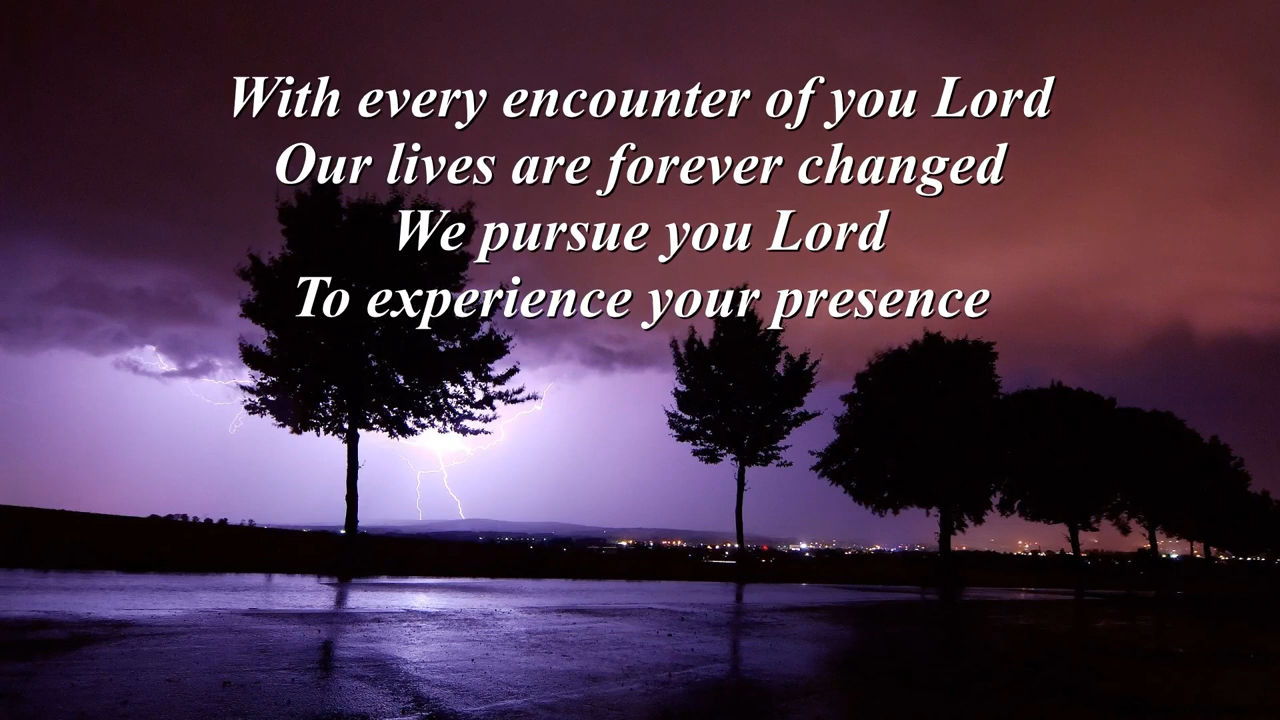 With every encounter of you Lord
Our lives are forever changed
We pursue you Lord
To experience your presence